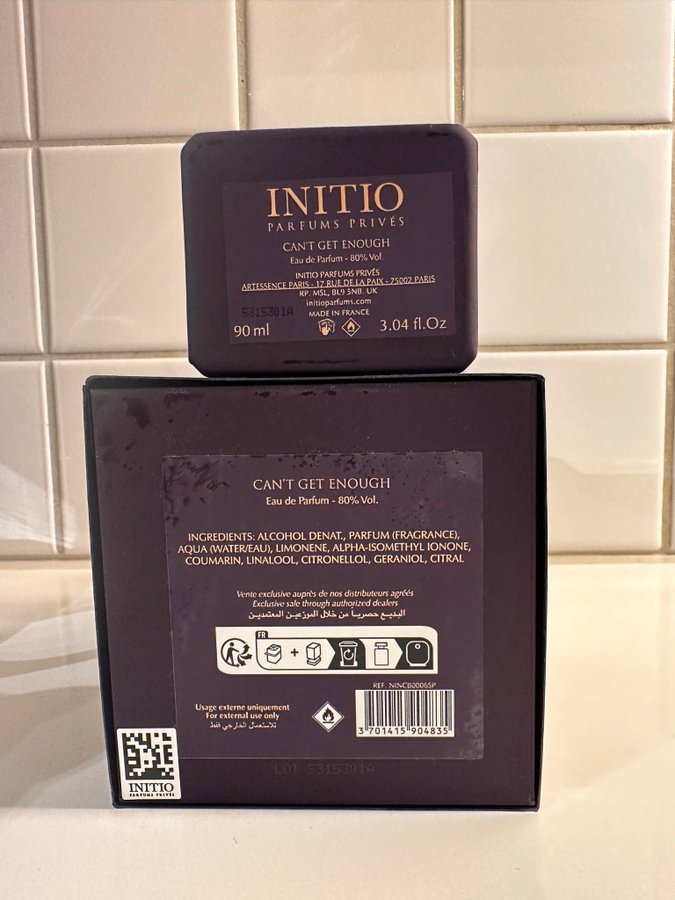 INITIO
PARFUMS PRIVÉS
CAN'T GET ENOUGH
Eau de Parfum - 80% Vol.
INITIO PARFUMS PRIVÉS
ARTESSENCE PARIS - 17 RUE DE LA PAIX - 75002 PARIS
RP. MSL, BL9 5NB. UK
initioparfums.com
MADE IN FRANCE
5315301A
90 ml
3.04 fl.Oz
CAN'T GET ENOUGH
Eau de Parfum - 80% Vol.
INGREDIENTS: ALCOHOL DENAT., PARFUM (FRAGRANCE),
AQUA (WATER/EAU), LIMONENE, ALPHA-ISOMETHYL IONONE,
COUMARIN, LINALOOL, CITRONELLOL, GERANIOL, CITRAL
Vente exclusive auprès de nos distributeurs agréés
Exclusive sale through authorized dealers
البديع حصريا من خلال الموزعين المعتمدين
FR
+
REF. NINCB00065P
Usage externe uniquement
For external use only
للاستعمال الخارجي فقط
3 701415 904835
INITIO
PARFUMS PRIVÉS
LOT 5315301A